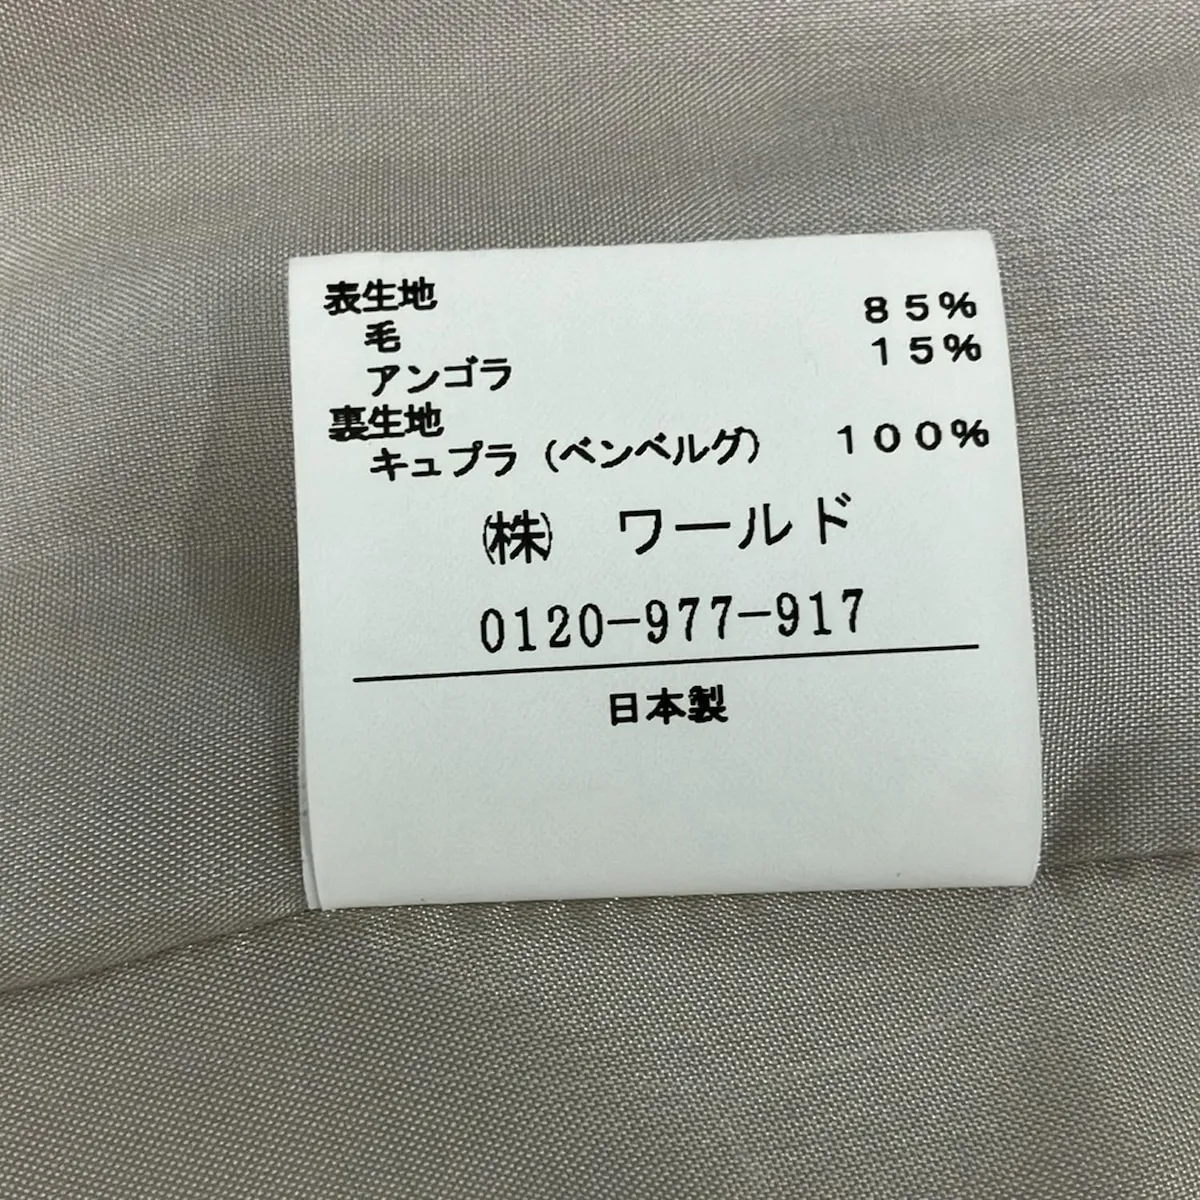 表生地
毛 85%
アンゴラ 15%
裏生地
キュプラ (ベンベルグ) 100%
㈱ ワールド
0120-977-917
日本製